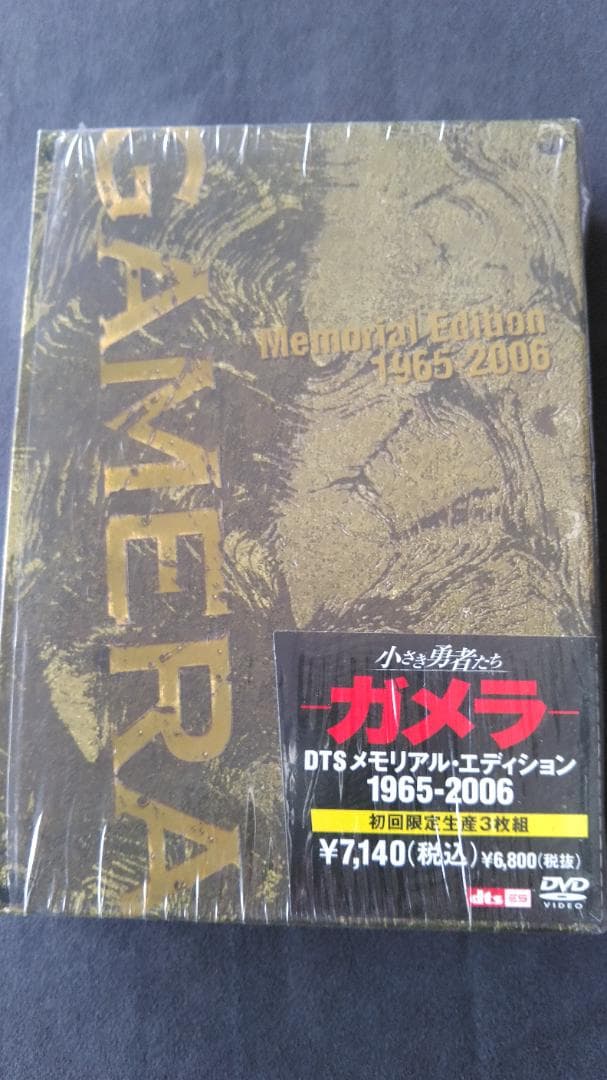 GAMERA
Memorial Edition
1965-2006
小さき勇者たち
ーガメラー
DTSメモリアル・エディション
1965-2006
初回限定生産3枚組
¥7,140(税込)¥6,800(税抜)
dts ES
DVD
VIDEO